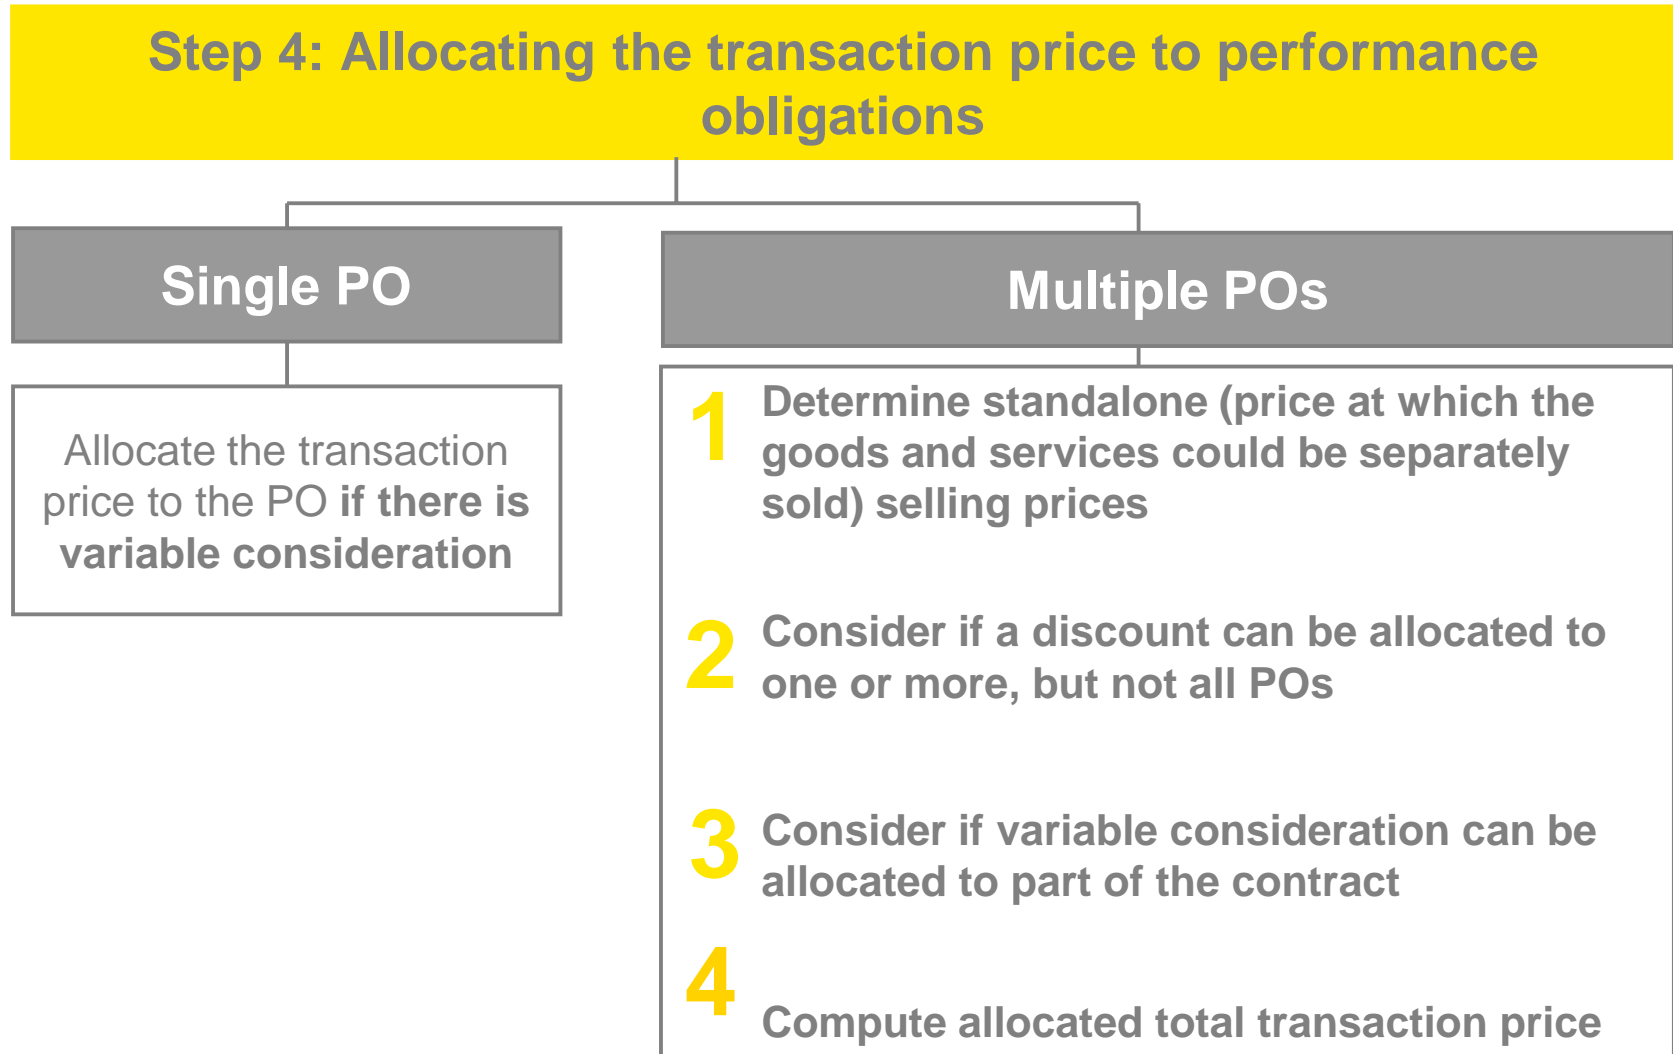 Step 4: Allocating the transaction price to performance
obligations
Single PO
Multiple POs
Allocate the transaction
price to the PO if there is
variable consideration
1 Determine standalone (price at which the
goods and services could be separately
sold) selling prices
2 Consider if a discount can be allocated to
one or more, but not all POs
3 Consider if variable consideration can be
allocated to part of the contract
4 Compute allocated total transaction price